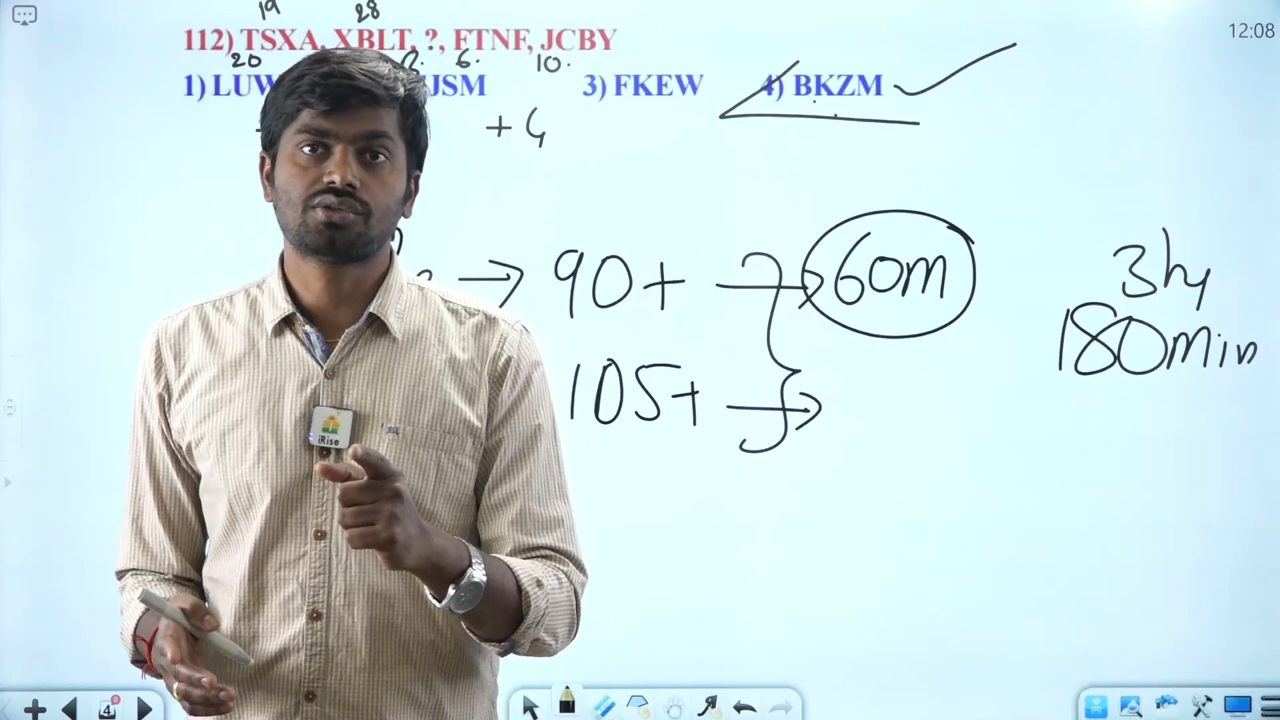 12:08
19 28
112) TSXA, XBLT, ?, FTNF, JCBY
20 6. 10.
1) LUW JSM 3) FKEW 4) BKZM
+ 4
→ 90+ → 60m
3hr
180min
105+ →
iRise
4